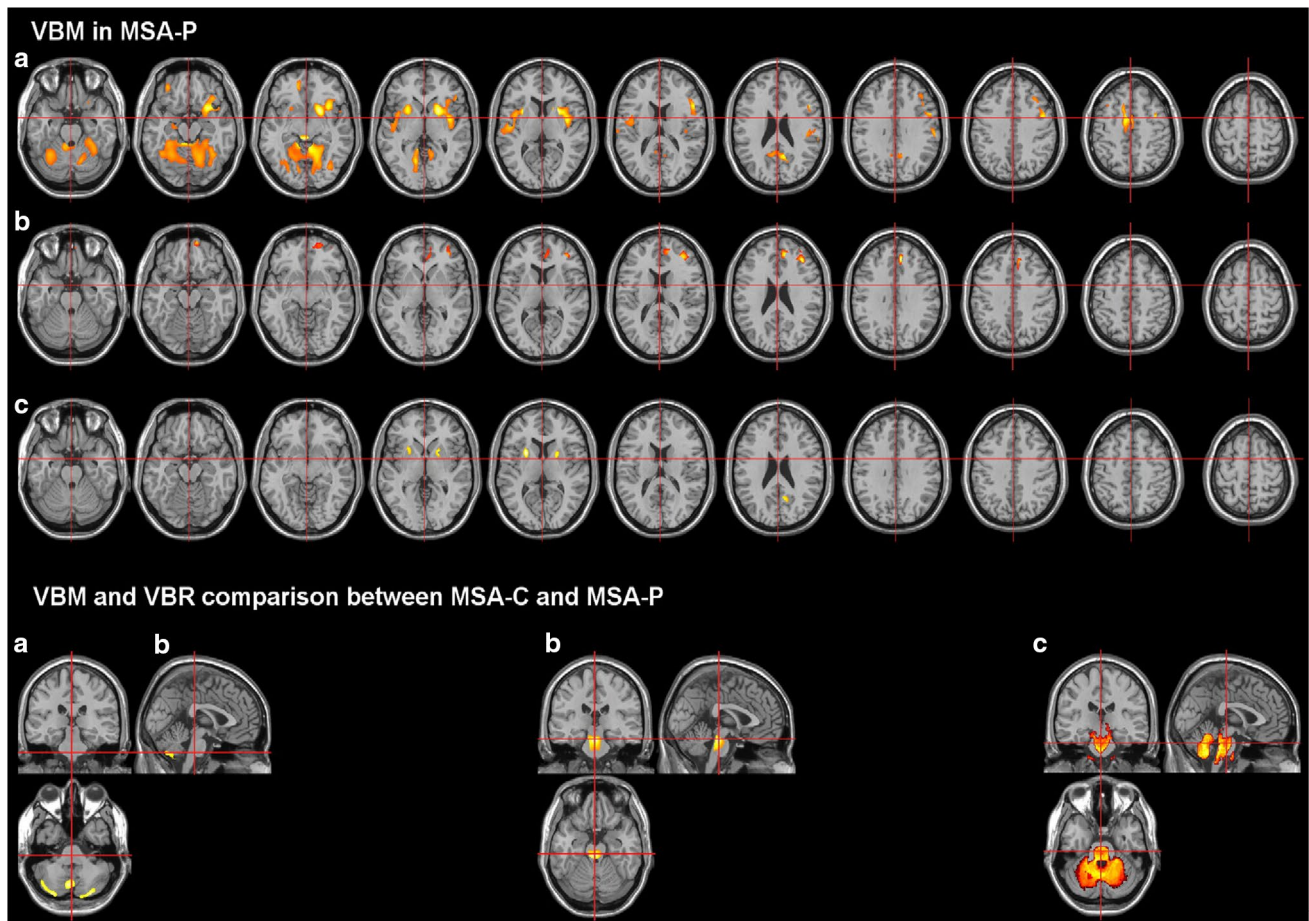 VBM in MSA-P
a
b
c
VBM and VBR comparison between MSA-C and MSA-P
a b b c